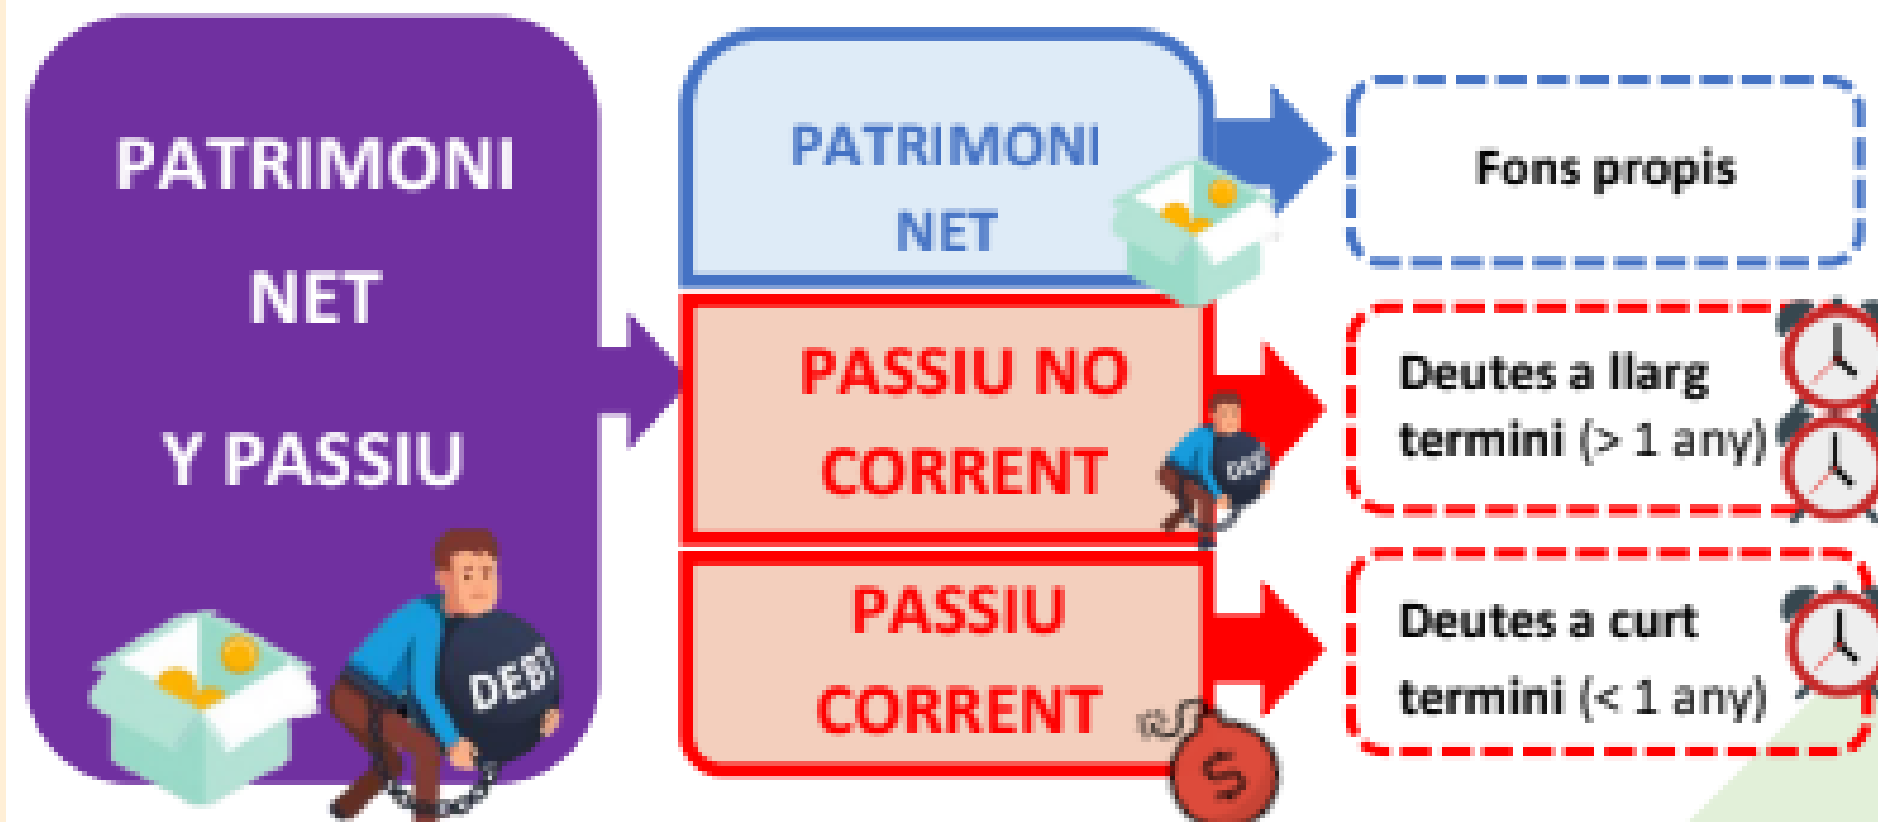 PATRIMONI
NET
Y PASSIU
DEBT
PATRIMONI
NET
Fons propis
PASSIU NO
CORRENT
DEBT
Deutes a llarg
termini (> 1 any)
PASSIU
CORRENT
$
Deutes a curt
termini (< 1 any)